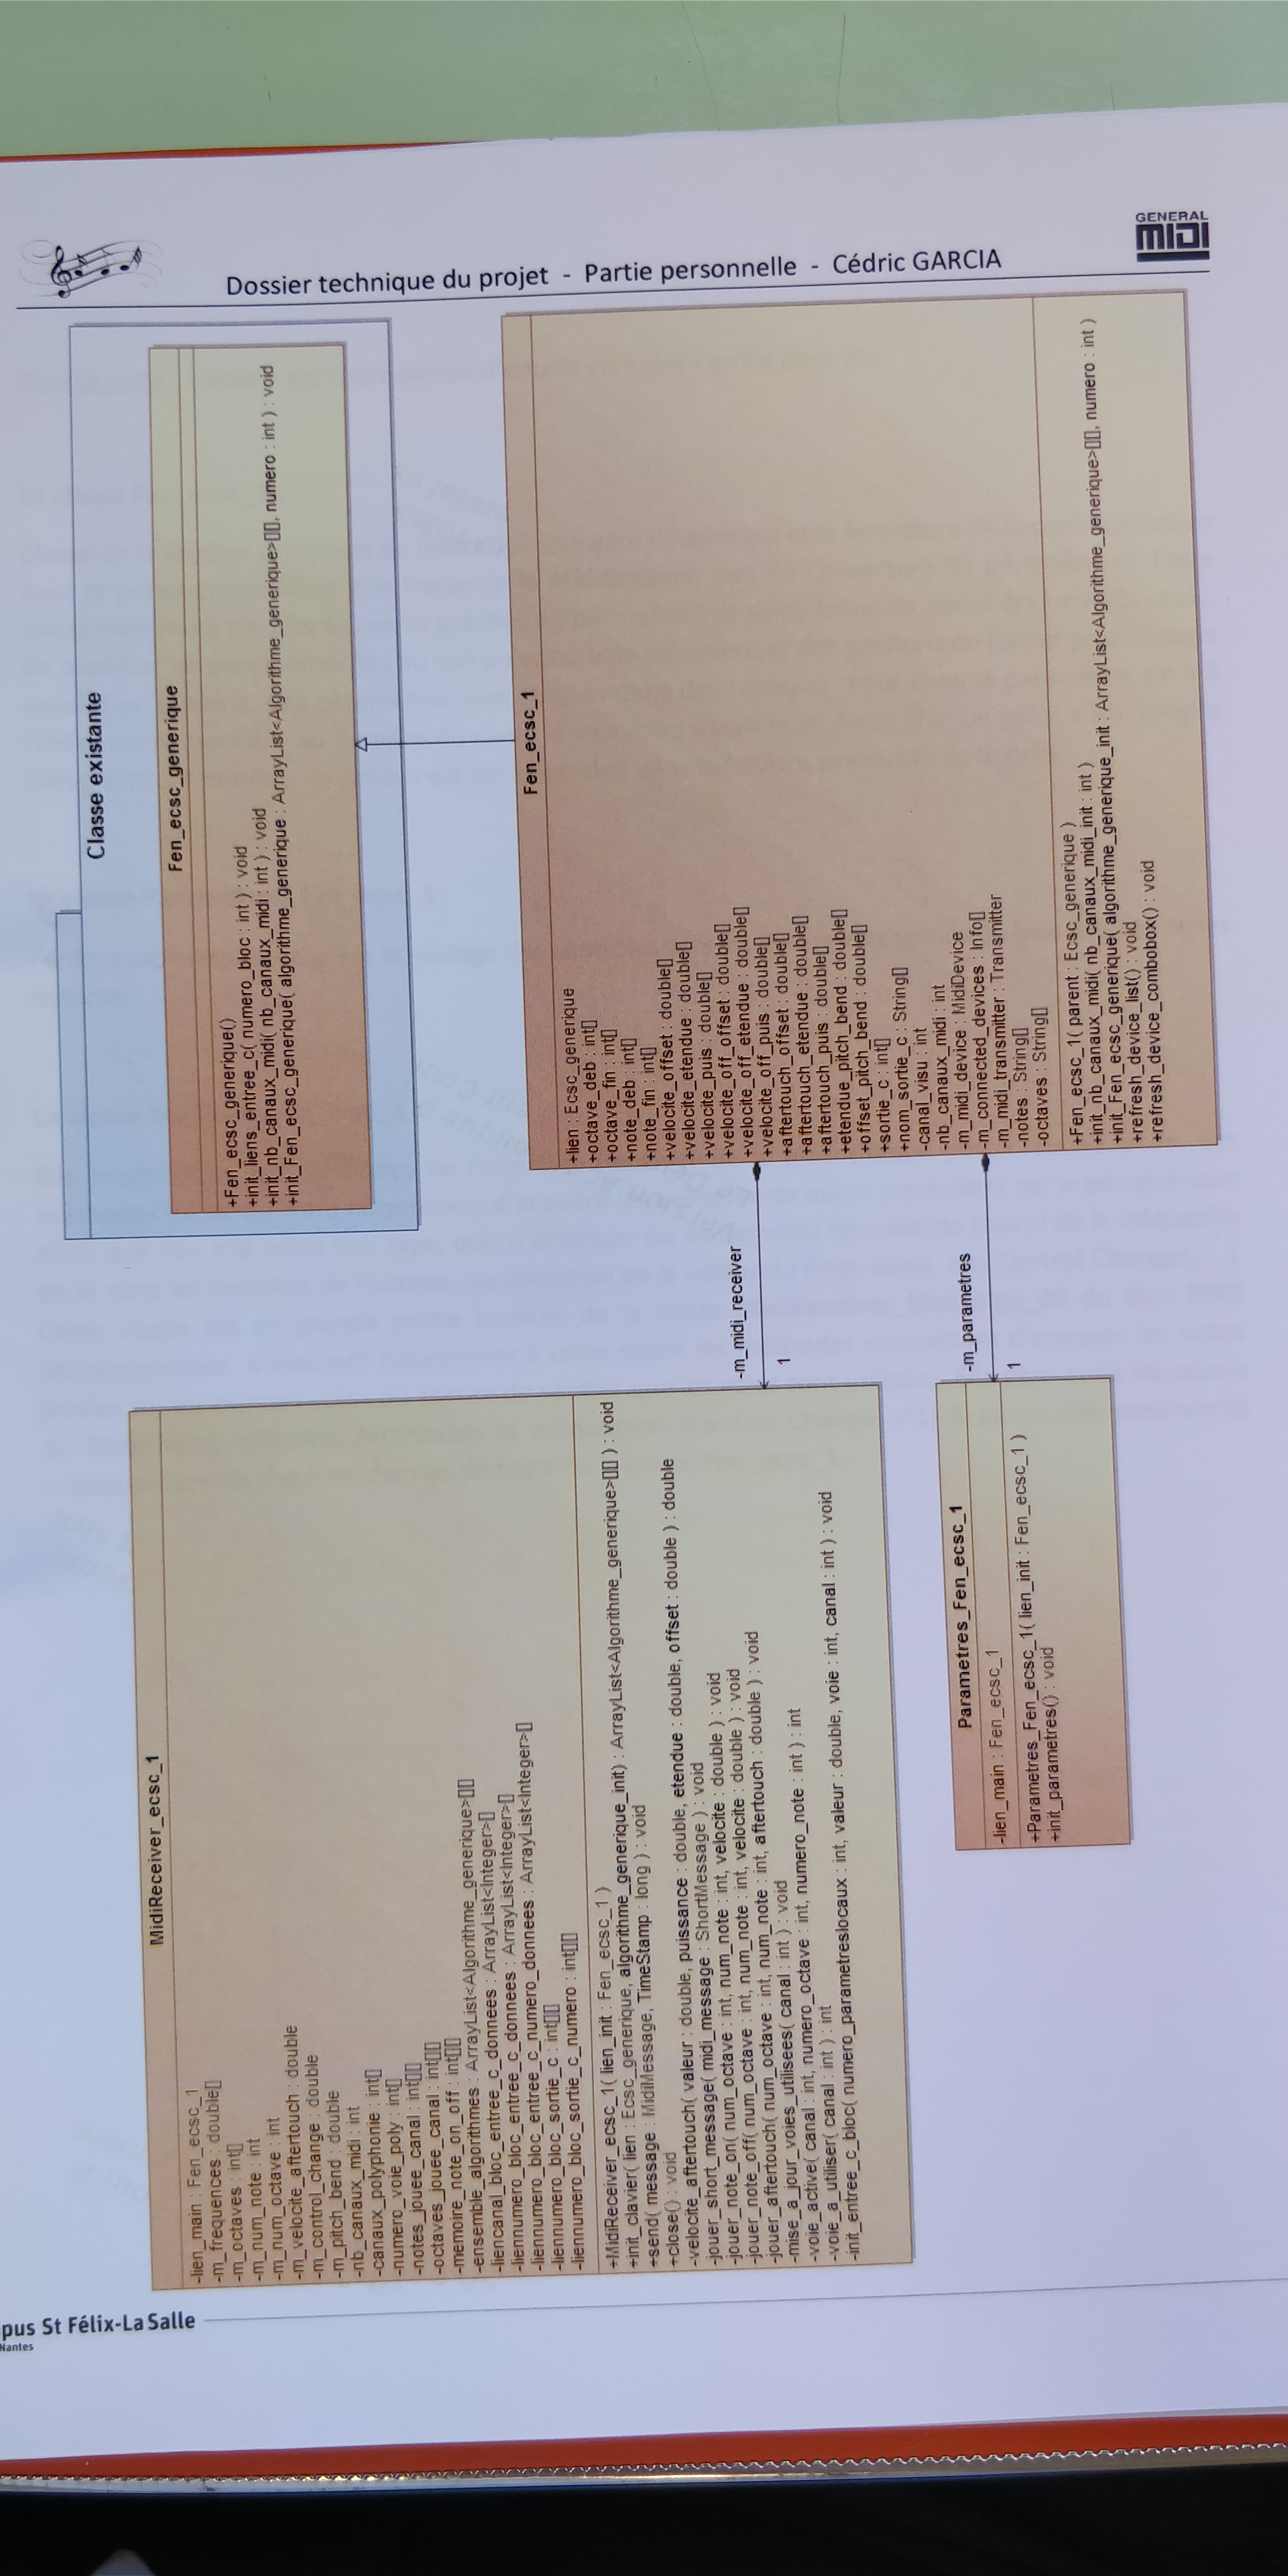 pus St Félix-La Salle
Nantes
Dossier technique du projet - Partie personnelle - Cédric GARCIA
GENERAL
MIDI
Classe existante
Fen_ecsc_generique
+Fen_ecsc_generique()
+init_liens_entree_c( numero_bloc : int ) : void
+init_nb_canaux_midi( nb_canaux_midi : int ) : void
+init_Fen_ecsc_generique( algorithme_generique : ArrayList<Algorithme_generique>[][], numero : int ) : void
MidiReceiver_ecsc_1
-lien_main : Fen_ecsc_1
-m_frequences : double[]
-m_octaves : int[]
-m_num_note : int
-m_num_octave : int
-m_velocite_aftertouch : double
-m_control_change : double
-m_pitch_bend : double
-nb_canaux_midi : int
-canaux_polyphonie : int[]
-numero_voie_poly : int[]
-notes_jouee_canal : int[][]
-octaves_jouee_canal : int[][]
-memoire_note_on_off : int[][]
-ensemble_algorithmes : ArrayList<Algorithme_generique>[][]
-liencanal_bloc_entree_c_donnees : ArrayList<Integer>[]
-liennumero_bloc_entree_c_donnees : ArrayList<Integer>[]
-liennumero_bloc_entree_c_numero_donnees : ArrayList<Integer>[]
-liennumero_bloc_sortie_c : int[][]
-liennumero_bloc_sortie_c_numero : int[][]
+MidiReceiver_ecsc_1( lien_init : Fen_ecsc_1 )
+init_clavier( lien : Ecsc_generique, algorithme_generique_init) : ArrayList<Algorithme_generique>[][] ) : void
+send( message : MidiMessage, TimeStamp : long ) : void
+close() : void
-velocite_aftertouch( valeur : double, puissance : double, etendue : double, offset : double ) : double
-jouer_short_message( midi_message : ShortMessage ) : void
-jouer_note_on( num_octave : int, num_note : int, velocite : double ) : void
-jouer_note_off( num_octave : int, num_note : int, velocite : double ) : void
-jouer_aftertouch( num_octave : int, num_note : int, aftertouch : double ) : void
-mise_a_jour_voies_utilisees( canal : int ) : void
-voie_active( canal : int, numero_octave : int, numero_note : int ) : int
-voie_a_utiliser( canal : int ) : int
-init_entree_c_bloc( numero_parametreslocaux : int, valeur : double, voie : int, canal : int ) : void
-m_midi_receiver
1
Fen_ecsc_1
+lien : Ecsc_generique
+octave_deb : int[]
+octave_fin : int[]
+note_deb : int[]
+note_fin : int[]
+velocite_offset : double[]
+velocite_etendue : double[]
+velocite_puis : double[]
+velocite_off_offset : double[]
+velocite_off_etendue : double[]
+velocite_off_puis : double[]
+aftertouch_offset : double[]
+aftertouch_etendue : double[]
+aftertouch_puis : double[]
+etendue_pitch_bend : double[]
+offset_pitch_bend : double[]
+sortie_c : int[]
+nom_sortie_c : String[]
-canal_visu : int
-nb_canaux_midi : int
-m_midi_device : MidiDevice
-m_connected_devices : Info[]
-m_midi_transmitter : Transmitter
-notes : String[]
-octaves : String[]
+Fen_ecsc_1( parent : Ecsc_generique )
+init_nb_canaux_midi( nb_canaux_midi_init : int )
+init_Fen_ecsc_generique( algorithme_generique_init : ArrayList<Algorithme_generique>[][], numero : int )
+refresh_device_list() : void
+refresh_device_combobox() : void
-m_parametres
1
Parametres_Fen_ecsc_1
-lien_main : Fen_ecsc_1
+Parametres_Fen_ecsc_1( lien_init : Fen_ecsc_1 )
+init_parametres() : void